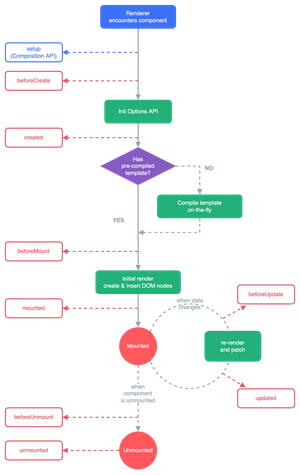 Renderer
encounters component
setup
(Composition API)
beforeCreate
Init Options API
created
Has
pre-compiled
template?
NO
Compile template
on-the-fly
YES
beforeMount
Initial render
create & insert DOM nodes
mounted
when data
changes
beforeUpdate
Mounted
re-render
and patch
when
component
is unmounted
updated
beforeUnmount
unmounted
Unmounted